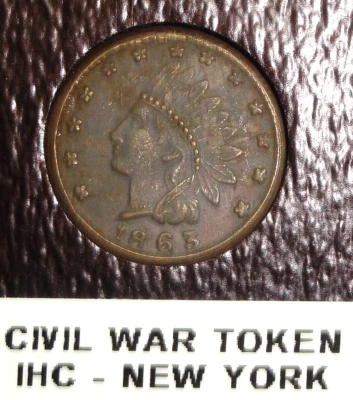 1863
CIVIL WAR TOKEN
IHC - NEW YORK